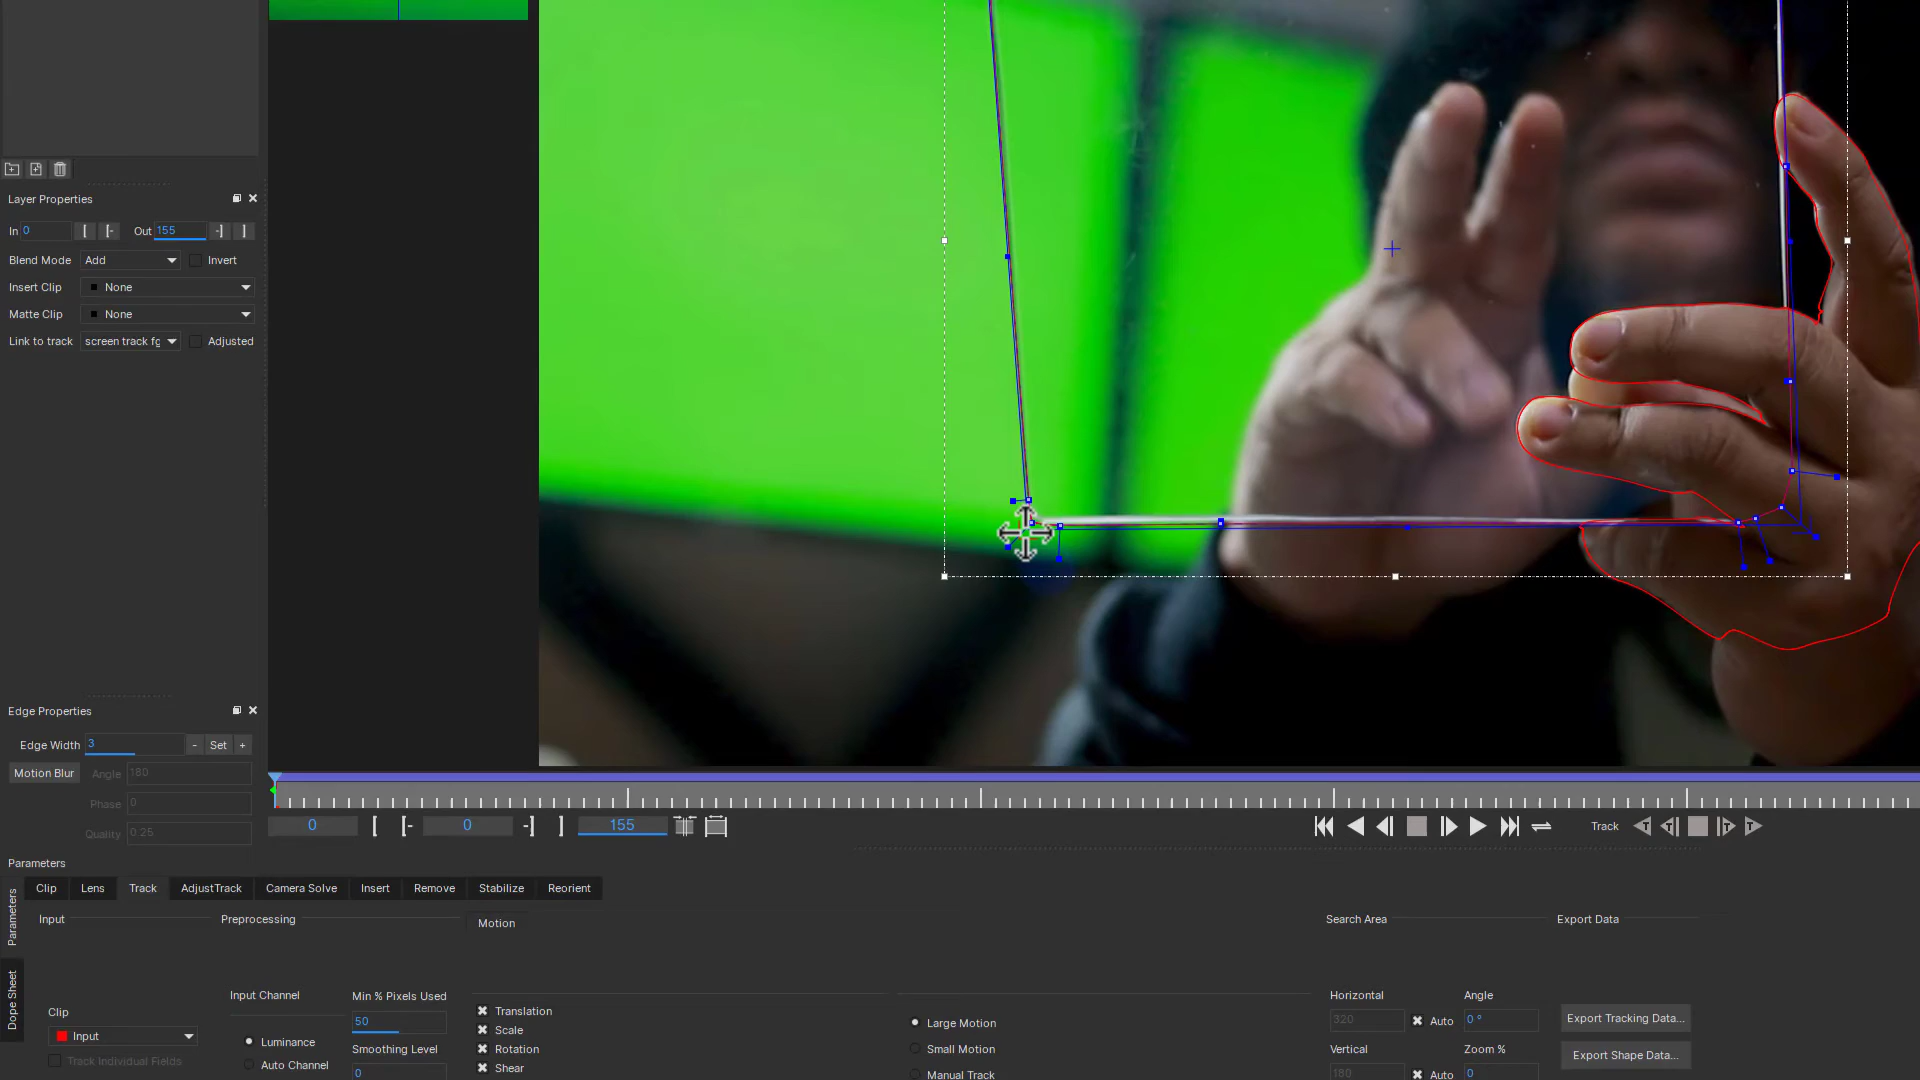 Layer Properties
In 0 [ [- Out 155 -] ]
Blend Mode Add Invert
Insert Clip None
Matte Clip None
Link to track screen track fg Adjusted
Edge Properties
Edge Width 3 - Set +
Motion Blur Angle 180
Phase 0
Quality 0.25
0 [ [- 0 -] ] 155 Track
Parameters
Clip Lens Track AdjustTrack Camera Solve Insert Remove Stabilize Reorient
Parameters
Dope Sheet
Input Preprocessing Motion Search Area Export Data
Clip
Input
Track Individual Fields
Input Channel
Luminance
Auto Channel
Min % Pixels Used
50
Smoothing Level
0
Translation
Scale
Rotation
Shear
Large Motion
Small Motion
Manual Track
Horizontal Angle
320 Auto 0 °
Vertical Zoom %
180 Auto 0
Export Tracking Data...
Export Shape Data...